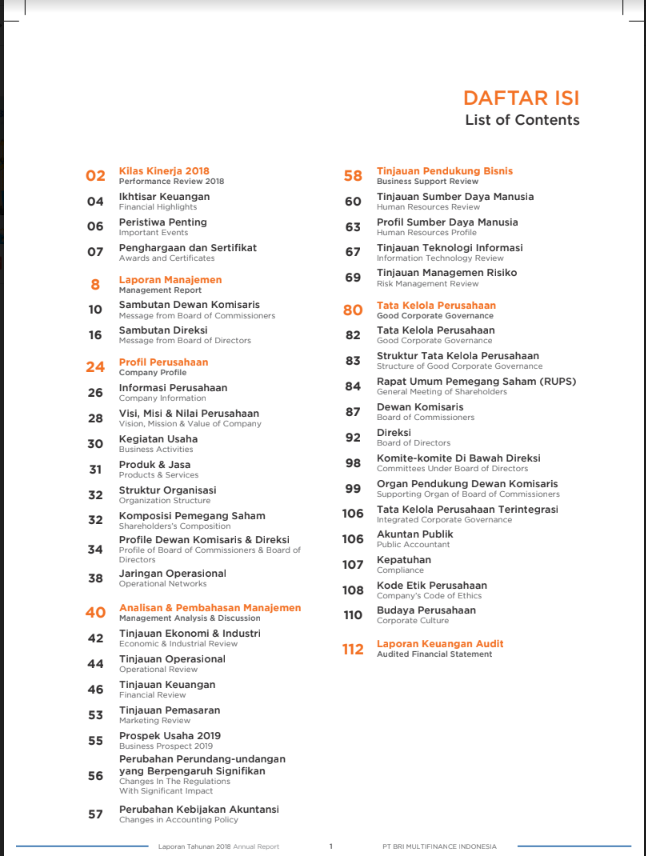 DAFTAR ISI
List of Contents
02 Kilas Kinerja 2018
Performance Review 2018
04 Ikhtisar Keuangan
Financial Highlights
06 Peristiwa Penting
Important Events
07 Penghargaan dan Sertifikat
Awards and Certificates
8 Laporan Manajemen
Management Report
10 Sambutan Dewan Komisaris
Message from Board of Commissioners
16 Sambutan Direksi
Message from Board of Directors
24 Profil Perusahaan
Company Profile
26 Informasi Perusahaan
Company Information
28 Visi, Misi & Nilai Perusahaan
Vision, Mission & Value of Company
30 Kegiatan Usaha
Business Activities
31 Produk & Jasa
Products & Services
32 Struktur Organisasi
Organization Structure
32 Komposisi Pemegang Saham
Shareholders's Composition
34 Profile Dewan Komisaris & Direksi
Profile of Board of Commissioners & Board of
Directors
38 Jaringan Operasional
Operational Networks
40 Analisan & Pembahasan Manajemen
Management Analysis & Discussion
42 Tinjauan Ekonomi & Industri
Economic & Industrial Review
44 Tinjauan Operasional
Operational Review
46 Tinjauan Keuangan
Financial Review
53 Tinjauan Pemasaran
Marketing Review
55 Prospek Usaha 2019
Business Prospect 2019
56 Perubahan Perundang-undangan
yang Berpengaruh Signifikan
Changes In The Regulations
With Significant Impact
57 Perubahan Kebijakan Akuntansi
Changes in Accounting Policy
58 Tinjauan Pendukung Bisnis
Business Support Review
60 Tinjauan Sumber Daya Manusia
Human Resources Review
63 Profil Sumber Daya Manusia
Human Resources Profile
67 Tinjauan Teknologi Informasi
Information Technology Review
69 Tinjauan Managemen Risiko
Risk Management Review
80 Tata Kelola Perusahaan
Good Corporate Governance
82 Tata Kelola Perusahaan
Good Corporate Governance
83 Struktur Tata Kelola Perusahaan
Structure of Good Corporate Governance
84 Rapat Umum Pemegang Saham (RUPS)
General Meeting of Shareholders
87 Dewan Komisaris
Board of Commissioners
92 Direksi
Board of Directors
98 Komite-komite Di Bawah Direksi
Committees Under Board of Directors
99 Organ Pendukung Dewan Komisaris
Supporting Organ of Board of Commissioners
106 Tata Kelola Perusahaan Terintegrasi
Integrated Corporate Governance
106 Akuntan Publik
Public Accountant
107 Kepatuhan
Compliance
108 Kode Etik Perusahaan
Company's Code of Ethics
110 Budaya Perusahaan
Corporate Culture
112 Laporan Keuangan Audit
Audited Financial Statement
Laporan Tahunan 2018 Annual Report 1 PT BRI MULTIFINANCE INDONESIA